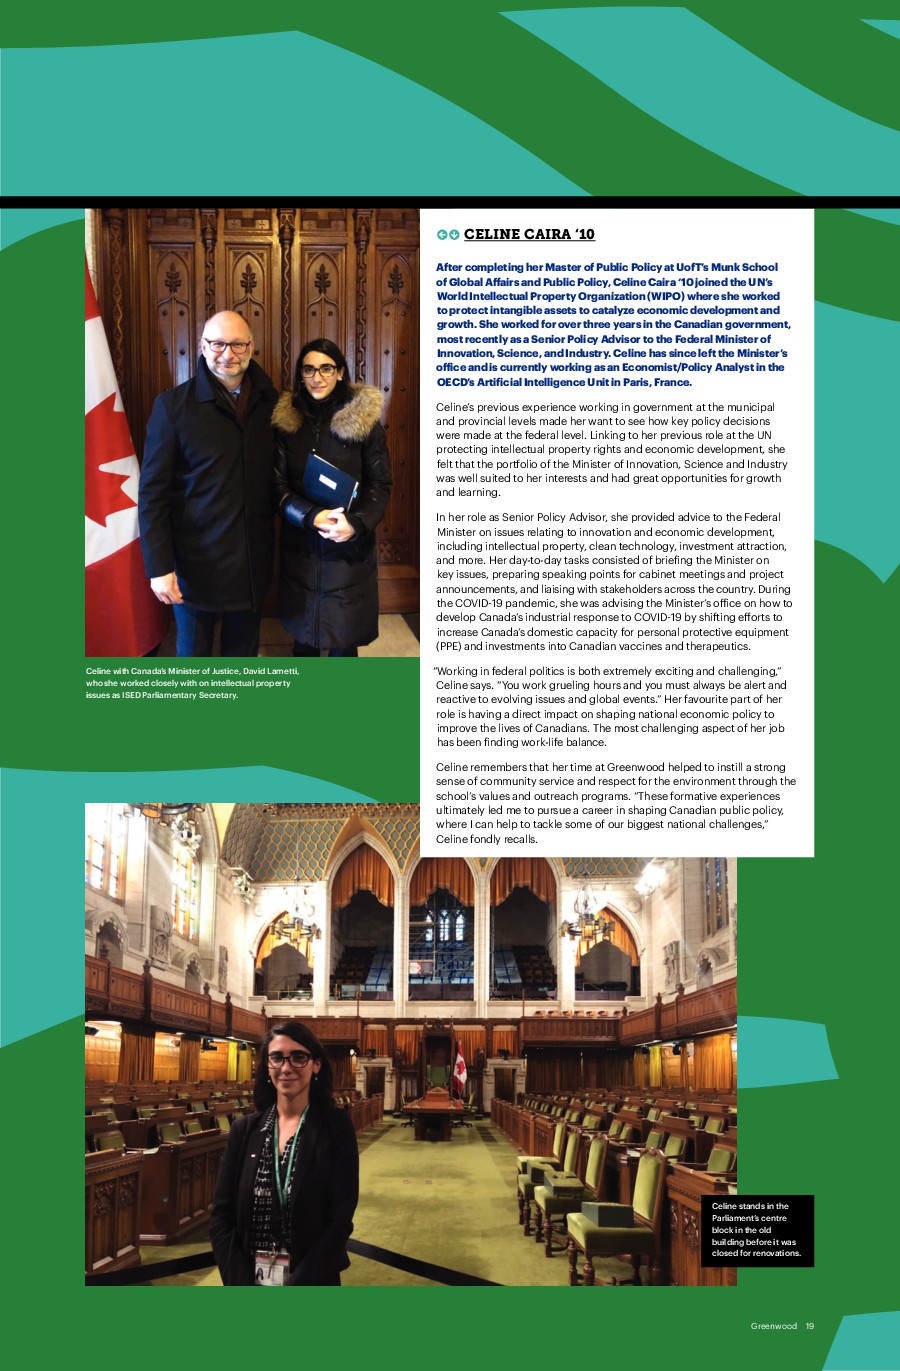 CELINE CAIRA ‘10
After completing her Master of Public Policy at UofT’s Munk School
of Global Affairs and Public Policy, Celine Caira ‘10 joined the UN’s
World Intellectual Property Organization (WIPO) where she worked
to protect intangible assets to catalyze economic development and
growth. She worked for over three years in the Canadian government,
most recently as a Senior Policy Advisor to the Federal Minister of
Innovation, Science, and Industry. Celine has since left the Minister’s
office and is currently working as an Economist/Policy Analyst in the
OECD’s Artificial Intelligence Unit in Paris, France.
Celine’s previous experience working in government at the municipal
and provincial levels made her want to see how key policy decisions
were made at the federal level. Linking to her previous role at the UN
protecting intellectual property rights and economic development, she
felt that the portfolio of the Minister of Innovation, Science and Industry
was well suited to her interests and had great opportunities for growth
and learning.
In her role as Senior Policy Advisor, she provided advice to the Federal
Minister on issues relating to innovation and economic development,
including intellectual property, clean technology, investment attraction,
and more. Her day-to-day tasks consisted of briefing the Minister on
key issues, preparing speaking points for cabinet meetings and project
announcements, and liaising with stakeholders across the country. During
the COVID-19 pandemic, she was advising the Minister’s office on how to
develop Canada’s industrial response to COVID-19 by shifting efforts to
increase Canada’s domestic capacity for personal protective equipment
(PPE) and investments into Canadian vaccines and therapeutics.
“Working in federal politics is both extremely exciting and challenging,”
Celine says. “You work grueling hours and you must always be alert and
reactive to evolving issues and global events.” Her favourite part of her
role is having a direct impact on shaping national economic policy to
improve the lives of Canadians. The most challenging aspect of her job
has been finding work-life balance.
Celine remembers that her time at Greenwood helped to instill a strong
sense of community service and respect for the environment through the
school’s values and outreach programs. “These formative experiences
ultimately led me to pursue a career in shaping Canadian public policy,
where I can help to tackle some of our biggest national challenges,”
Celine fondly recalls.
Celine with Canada’s Minister of Justice, David Lametti,
who she worked closely with on intellectual property
issues as ISED Parliamentary Secretary.
Celine stands in the
Parliament’s centre
block in the old
building before it was
closed for renovations.
Greenwood 19